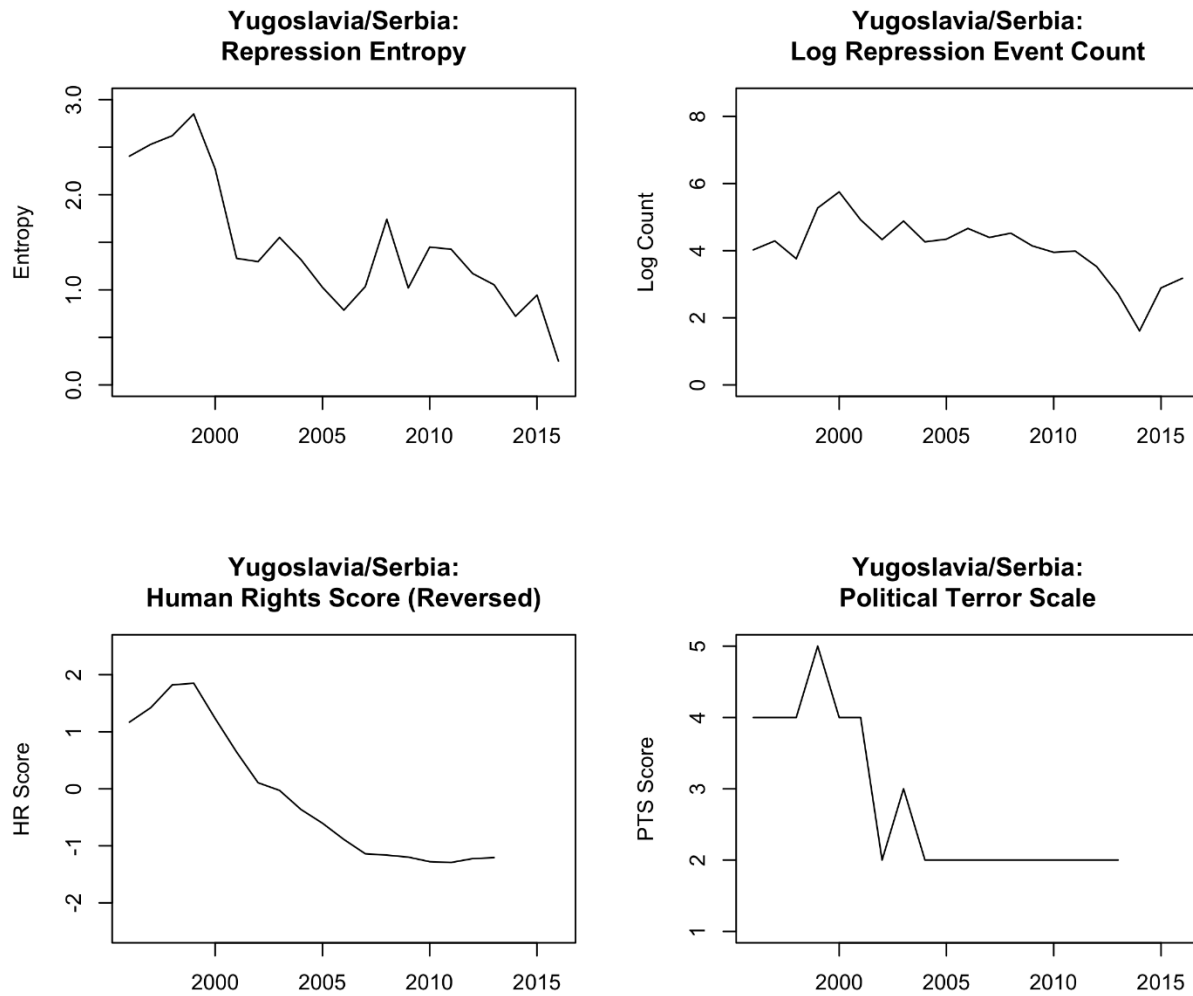 Yugoslavia/Serbia:
Repression Entropy
Entropy
3.0
2.0
1.0
0.0
2000 2005 2010 2015
Yugoslavia/Serbia:
Log Repression Event Count
Log Count
8
6
4
2
0
2000 2005 2010 2015
Yugoslavia/Serbia:
Human Rights Score (Reversed)
HR Score
2
1
0
-1
-2
2000 2005 2010 2015
Yugoslavia/Serbia:
Political Terror Scale
PTS Score
5
4
3
2
1
2000 2005 2010 2015